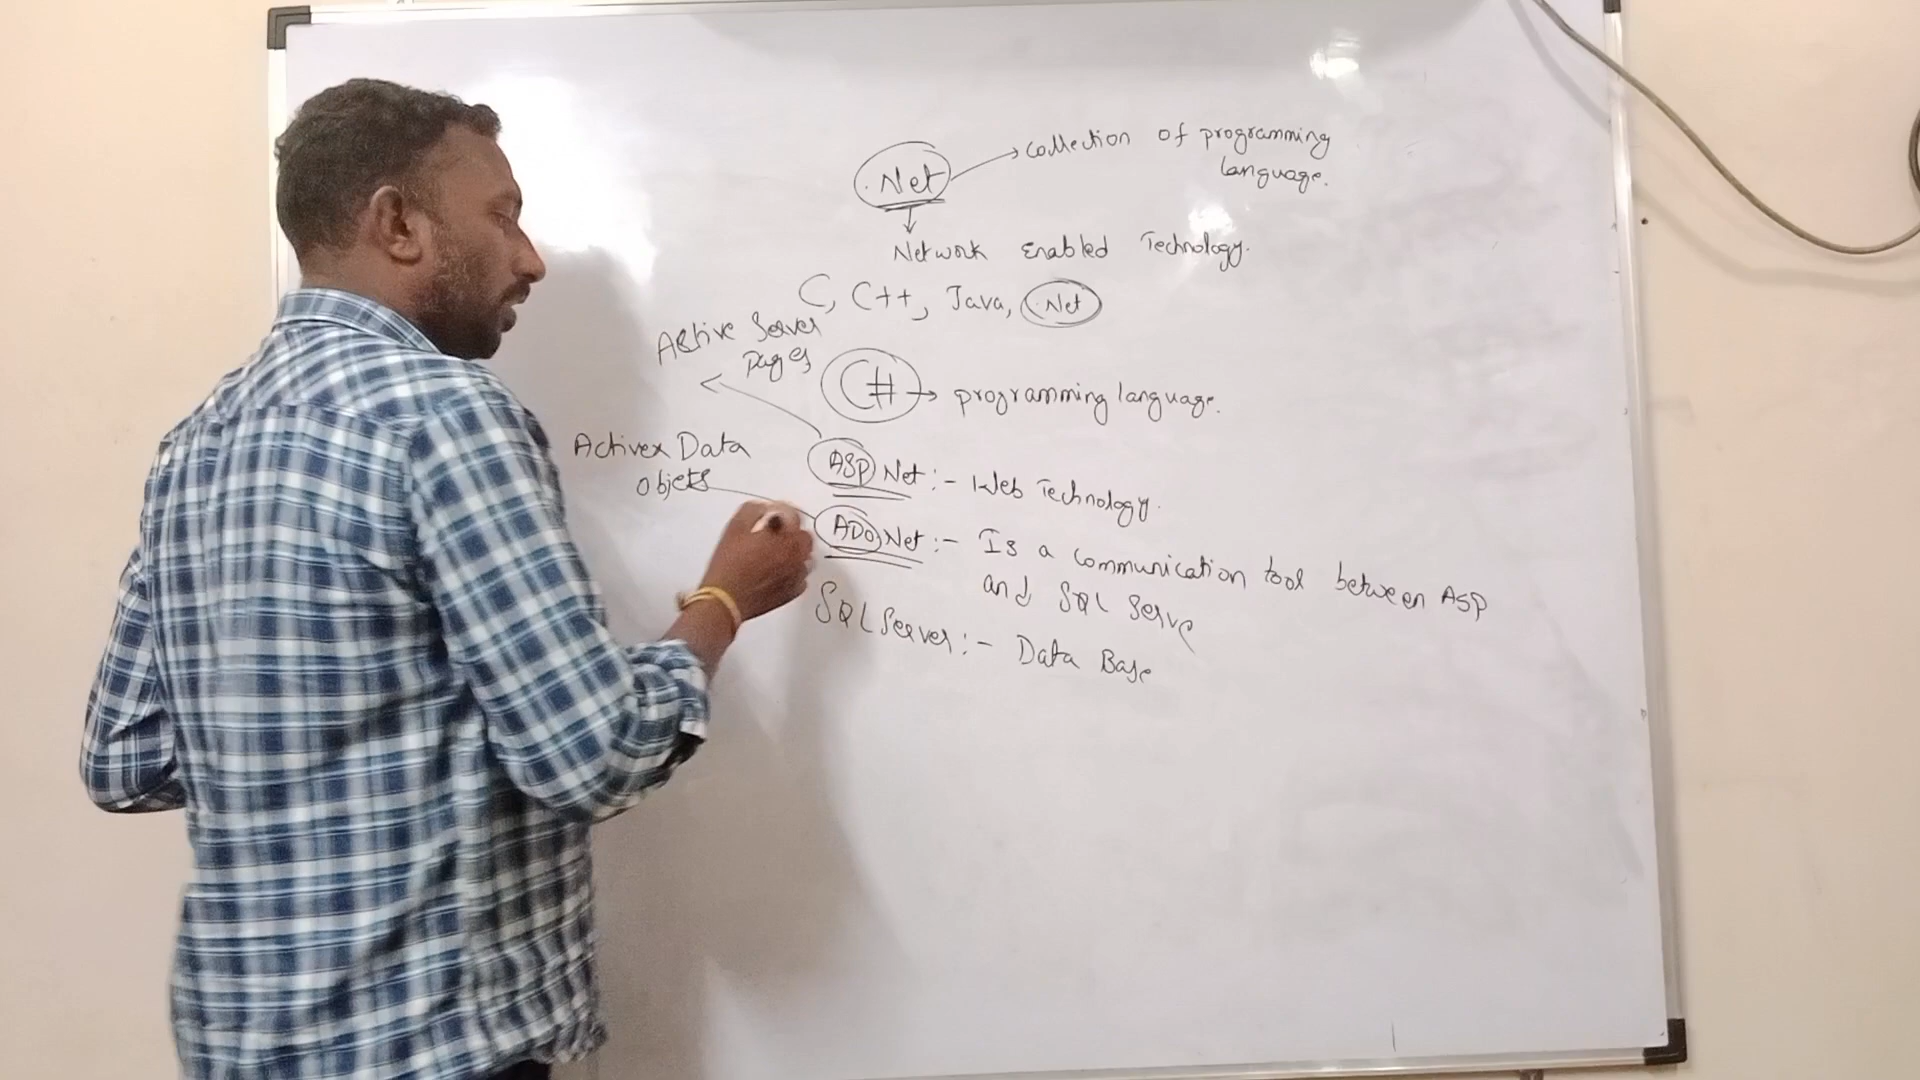 .Net → collection of programming
language.
↓
Network Enabled Technology.
C, C++, Java, .Net
Active Server
Pages
C# → programming language.
Activex Data
Objets
ASP Net :- Web Technology.
ADO Net :- Is a communication tool between ASP
and SQL Serve
SQL Server :- Data Base